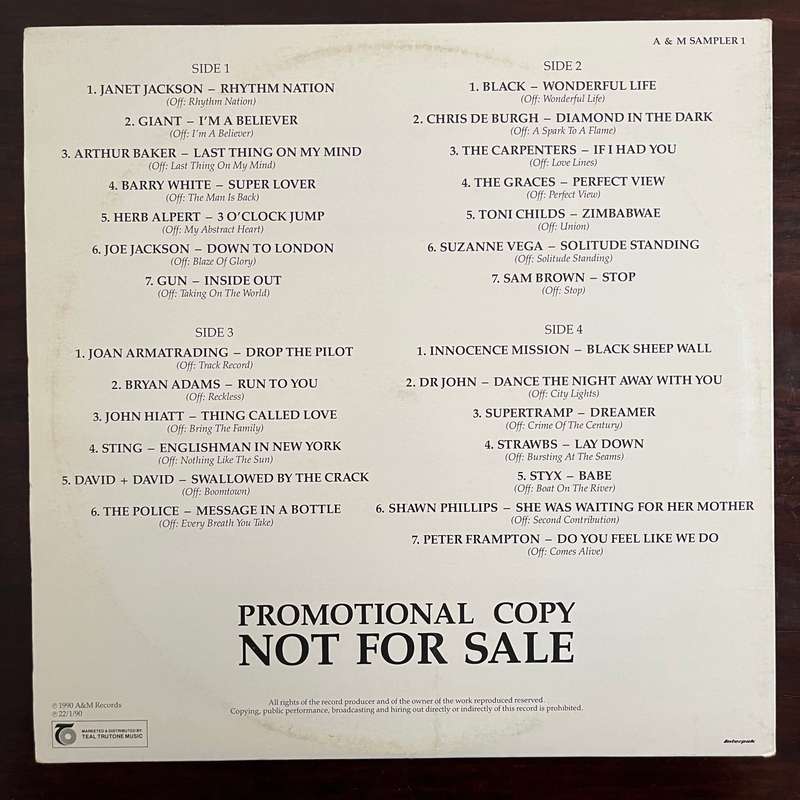 A & M SAMPLER 1
SIDE 1
1. JANET JACKSON – RHYTHM NATION
(Off: Rhythm Nation)
2. GIANT – I'M A BELIEVER
(Off: I'm A Believer)
3. ARTHUR BAKER – LAST THING ON MY MIND
(Off: Last Thing On My Mind)
4. BARRY WHITE – SUPER LOVER
(Off: The Man Is Back)
5. HERB ALPERT – 3 O'CLOCK JUMP
(Off: My Abstract Heart)
6. JOE JACKSON – DOWN TO LONDON
(Off: Blaze Of Glory)
7. GUN – INSIDE OUT
(Off: Taking On The World)
SIDE 2
1. BLACK – WONDERFUL LIFE
(Off: Wonderful Life)
2. CHRIS DE BURGH – DIAMOND IN THE DARK
(Off: A Spark To A Flame)
3. THE CARPENTERS – IF I HAD YOU
(Off: Love Lines)
4. THE GRACES – PERFECT VIEW
(Off: Perfect View)
5. TONI CHILDS – ZIMBABWAE
(Off: Union)
6. SUZANNE VEGA – SOLITUDE STANDING
(Off: Solitude Standing)
7. SAM BROWN – STOP
(Off: Stop)
SIDE 3
1. JOAN ARMATRADING – DROP THE PILOT
(Off: Track Record)
2. BRYAN ADAMS – RUN TO YOU
(Off: Reckless)
3. JOHN HIATT – THING CALLED LOVE
(Off: Bring The Family)
4. STING – ENGLISHMAN IN NEW YORK
(Off: Nothing Like The Sun)
5. DAVID + DAVID – SWALLOWED BY THE CRACK
(Off: Boomtown)
6. THE POLICE – MESSAGE IN A BOTTLE
(Off: Every Breath You Take)
SIDE 4
1. INNOCENCE MISSION – BLACK SHEEP WALL
2. DR JOHN – DANCE THE NIGHT AWAY WITH YOU
(Off: City Lights)
3. SUPERTRAMP – DREAMER
(Off: Crime Of The Century)
4. STRAWBS – LAY DOWN
(Off: Bursting At The Seams)
5. STYX – BABE
(Off: Boat On The River)
6. SHAWN PHILLIPS – SHE WAS WAITING FOR HER MOTHER
(Off: Second Contribution)
7. PETER FRAMPTON – DO YOU FEEL LIKE WE DO
(Off: Comes Alive)
PROMOTIONAL COPY
NOT FOR SALE
℗ 1990 A&M Records
℗ 22/1/90
All rights of the record producer and of the owner of the work reproduced reserved.
Copying, public performance, broadcasting and hiring out directly or indirectly of this record is prohibited.
MARKETED & DISTRIBUTED BY:
TEAL TRUTONE MUSIC
Interpak